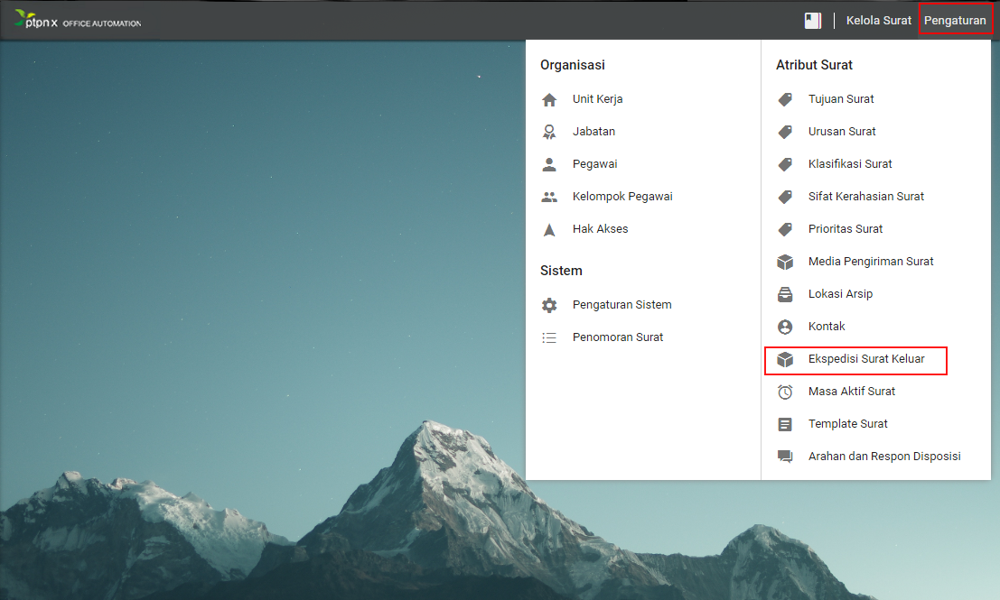 ptpn x OFFICE AUTOMATION
Kelola Surat
Pengaturan
Organisasi
Unit Kerja
Jabatan
Pegawai
Kelompok Pegawai
Hak Akses
Sistem
Pengaturan Sistem
Penomoran Surat
Atribut Surat
Tujuan Surat
Urusan Surat
Klasifikasi Surat
Sifat Kerahasian Surat
Prioritas Surat
Media Pengiriman Surat
Lokasi Arsip
Kontak
Ekspedisi Surat Keluar
Masa Aktif Surat
Template Surat
Arahan dan Respon Disposisi